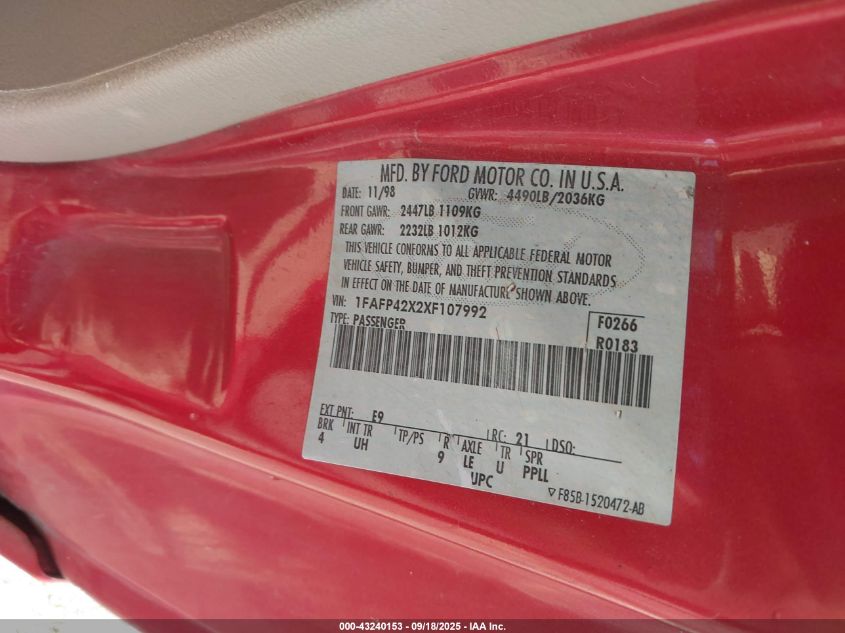 MFD. BY FORD MOTOR CO. IN U.S.A.
DATE: 11/98 GVWR: 4490LB/2036KG
FRONT GAWR: 2447LB 1109KG
REAR GAWR: 2232LB 1012KG
THIS VEHICLE CONFORMS TO ALL APPLICABLE FEDERAL MOTOR
VEHICLE SAFETY, BUMPER, AND THEFT PREVENTION STANDARDS
IN EFFECT ON THE DATE OF MANUFACTURE SHOWN ABOVE.
VIN: 1FAFP42X2XF107992
TYPE: PASSENGER
F0266
R0183
EXT PNT: E9 RC: 21 DSO:
BRK INT TR TP/PS R AXLE TR SPR
4 UH 9 LE U PPLL
UPC
F85B-1520472-AB
000-43240153 - 09/18/2025 - IAA Inc.